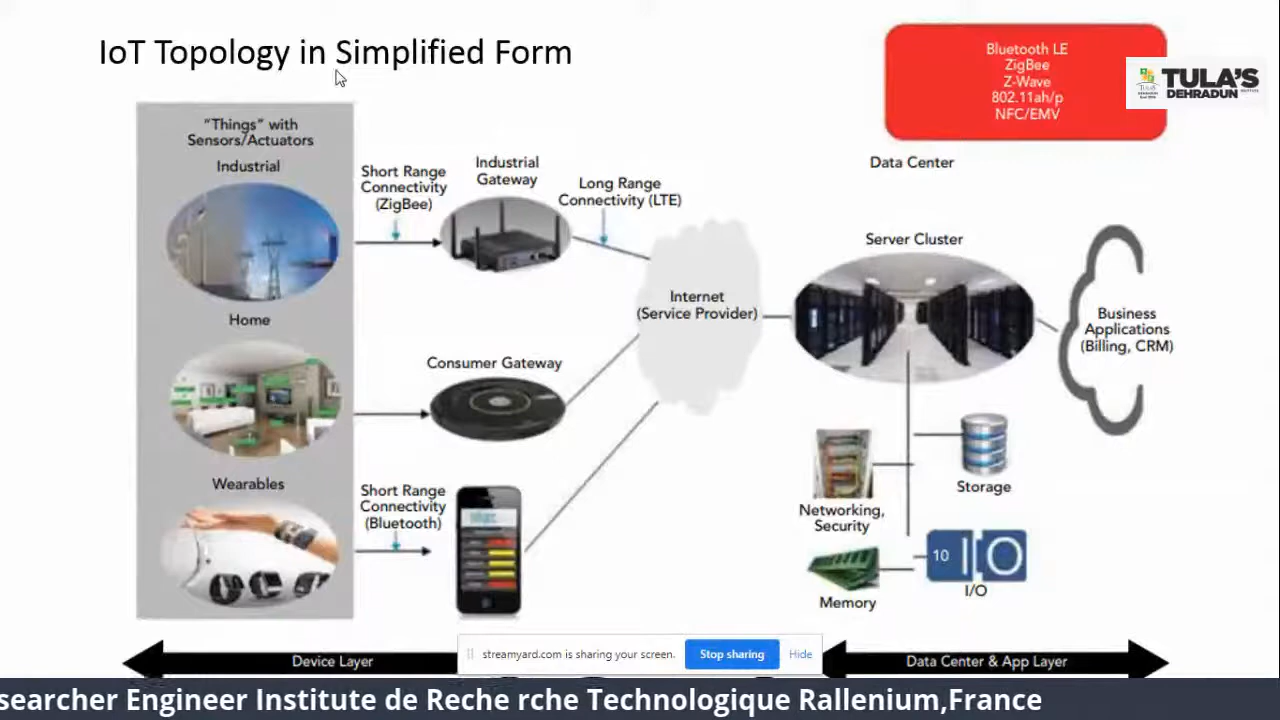 IoT Topology in Simplified Form
Bluetooth LE
ZigBee
Z-Wave
802.11ah/p
NFC/EMV
TULA'S
DEHRADUN
"Things" with
Sensors/Actuators
Industrial
Short Range
Connectivity
(ZigBee)
Industrial
Gateway
Long Range
Connectivity (LTE)
Data Center
Server Cluster
Internet
(Service Provider)
Business
Applications
(Billing, CRM)
Home
Consumer Gateway
Wearables
Short Range
Connectivity
(Bluetooth)
Networking,
Security
Storage
Memory
10 I/O
I/O
Device Layer
streamyard.com is sharing your screen.
Stop sharing
Hide
Data Center & App Layer
searcher Engineer Institute de Reche rche Technologique Rallenium,France